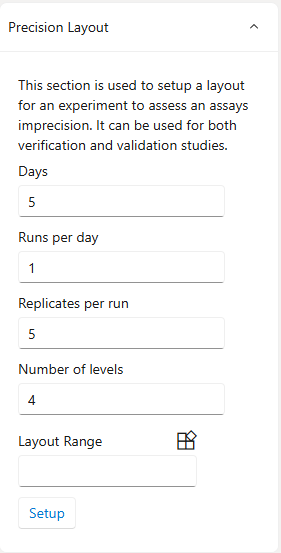 Precision Layout
This section is used to setup a layout
for an experiment to assess an assays
imprecision. It can be used for both
verification and validation studies.
Days
5
Runs per day
1
Replicates per run
5
Number of levels
4
Layout Range
Setup